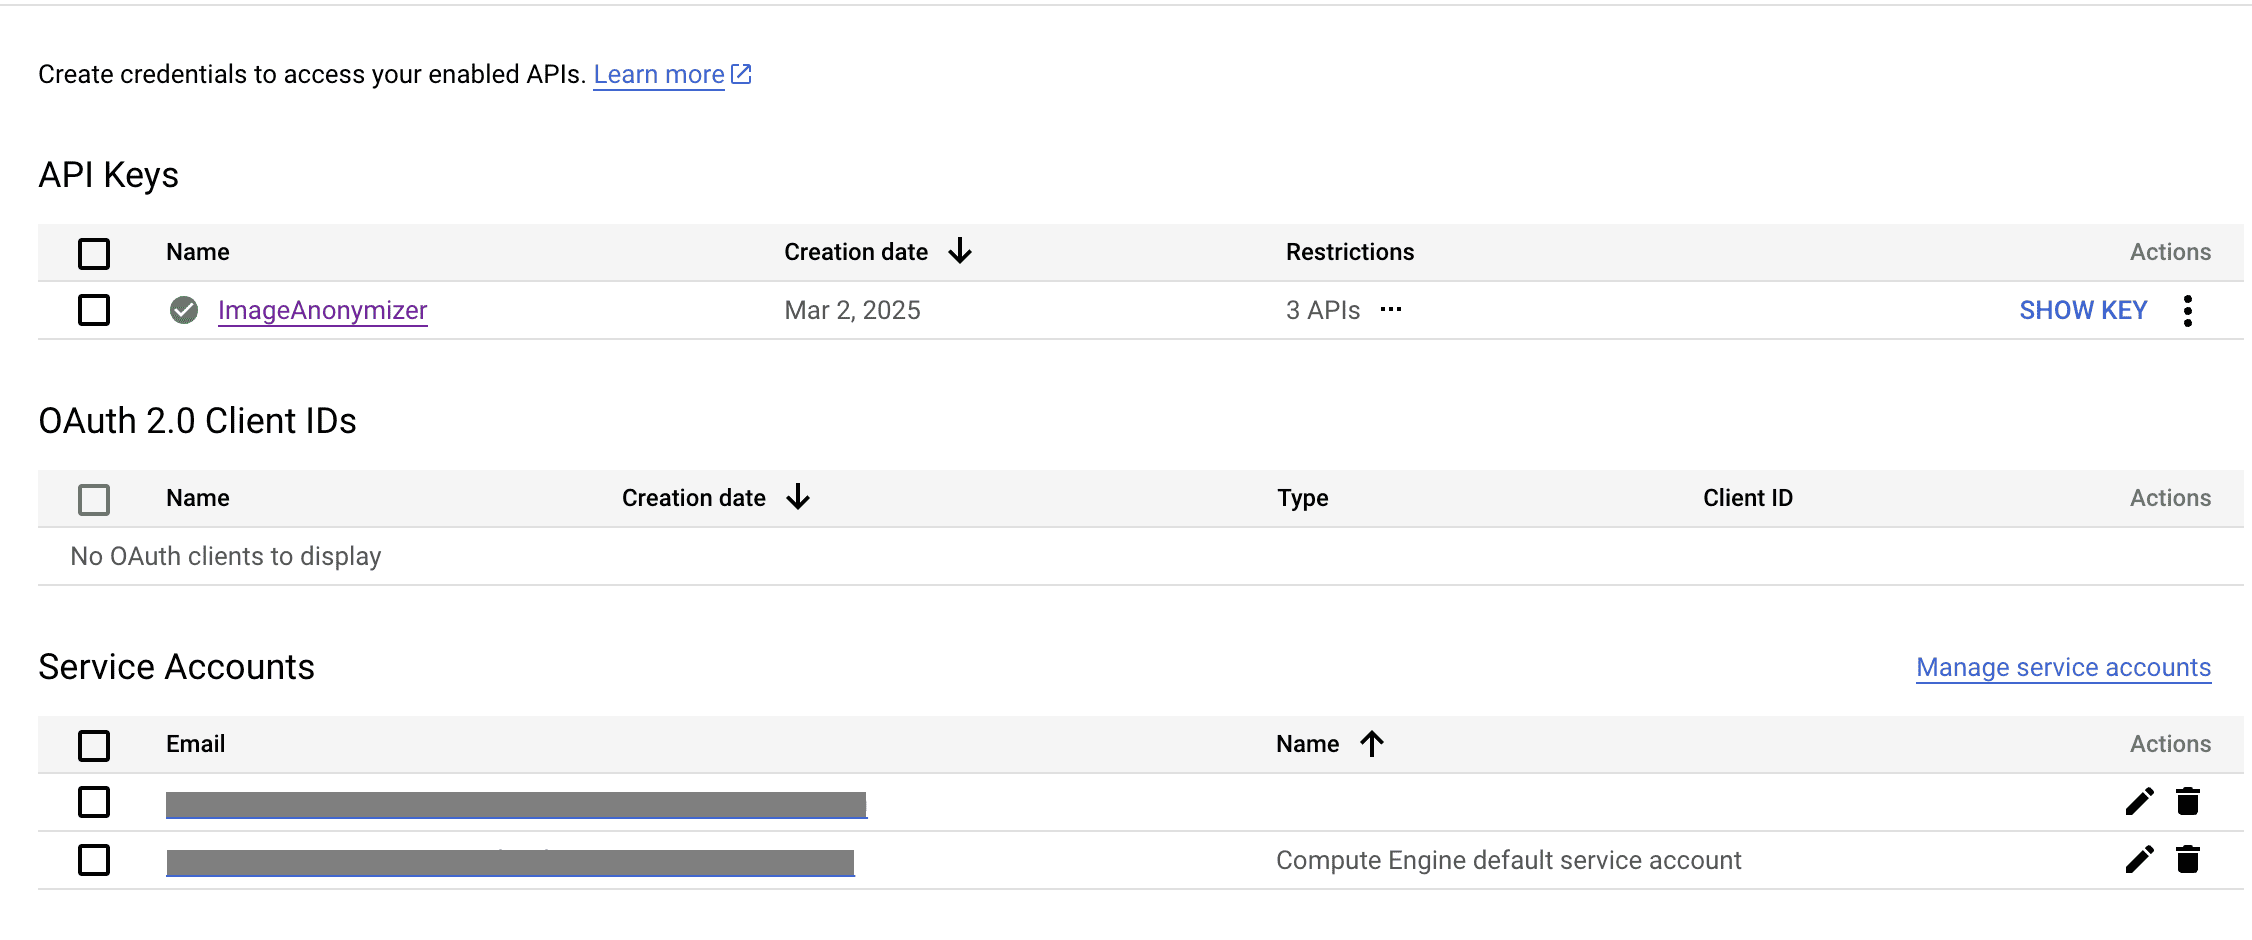 Create credentials to access your enabled APIs. Learn more
API Keys
Name Creation date Restrictions Actions
ImageAnonymizer Mar 2, 2025 3 APIs ... SHOW KEY
OAuth 2.0 Client IDs
Name Creation date Type Client ID Actions
No OAuth clients to display
Service Accounts Manage service accounts
Email Name Actions
Compute Engine default service account